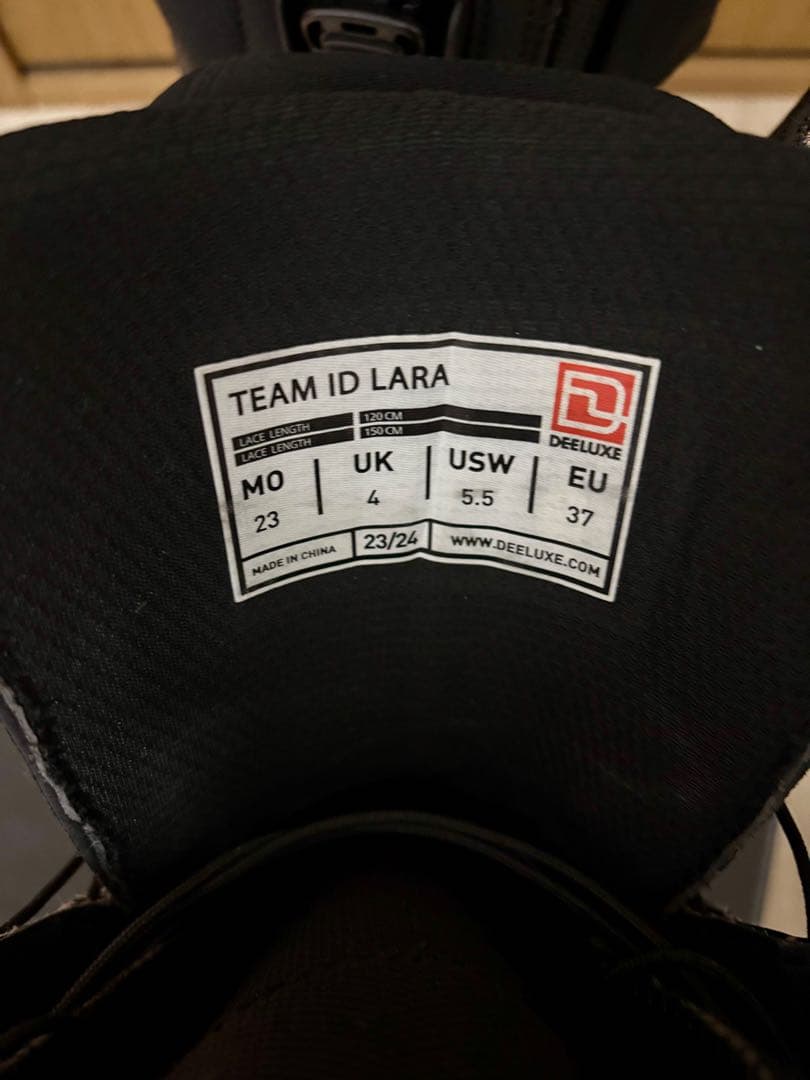 TEAM ID LARA
LACE LENGTH 120 CM
LACE LENGTH 150 CM
DEELUXE
MO UK USW EU
23 4 5.5 37
MADE IN CHINA 23/24 WWW.DEELUXE.COM